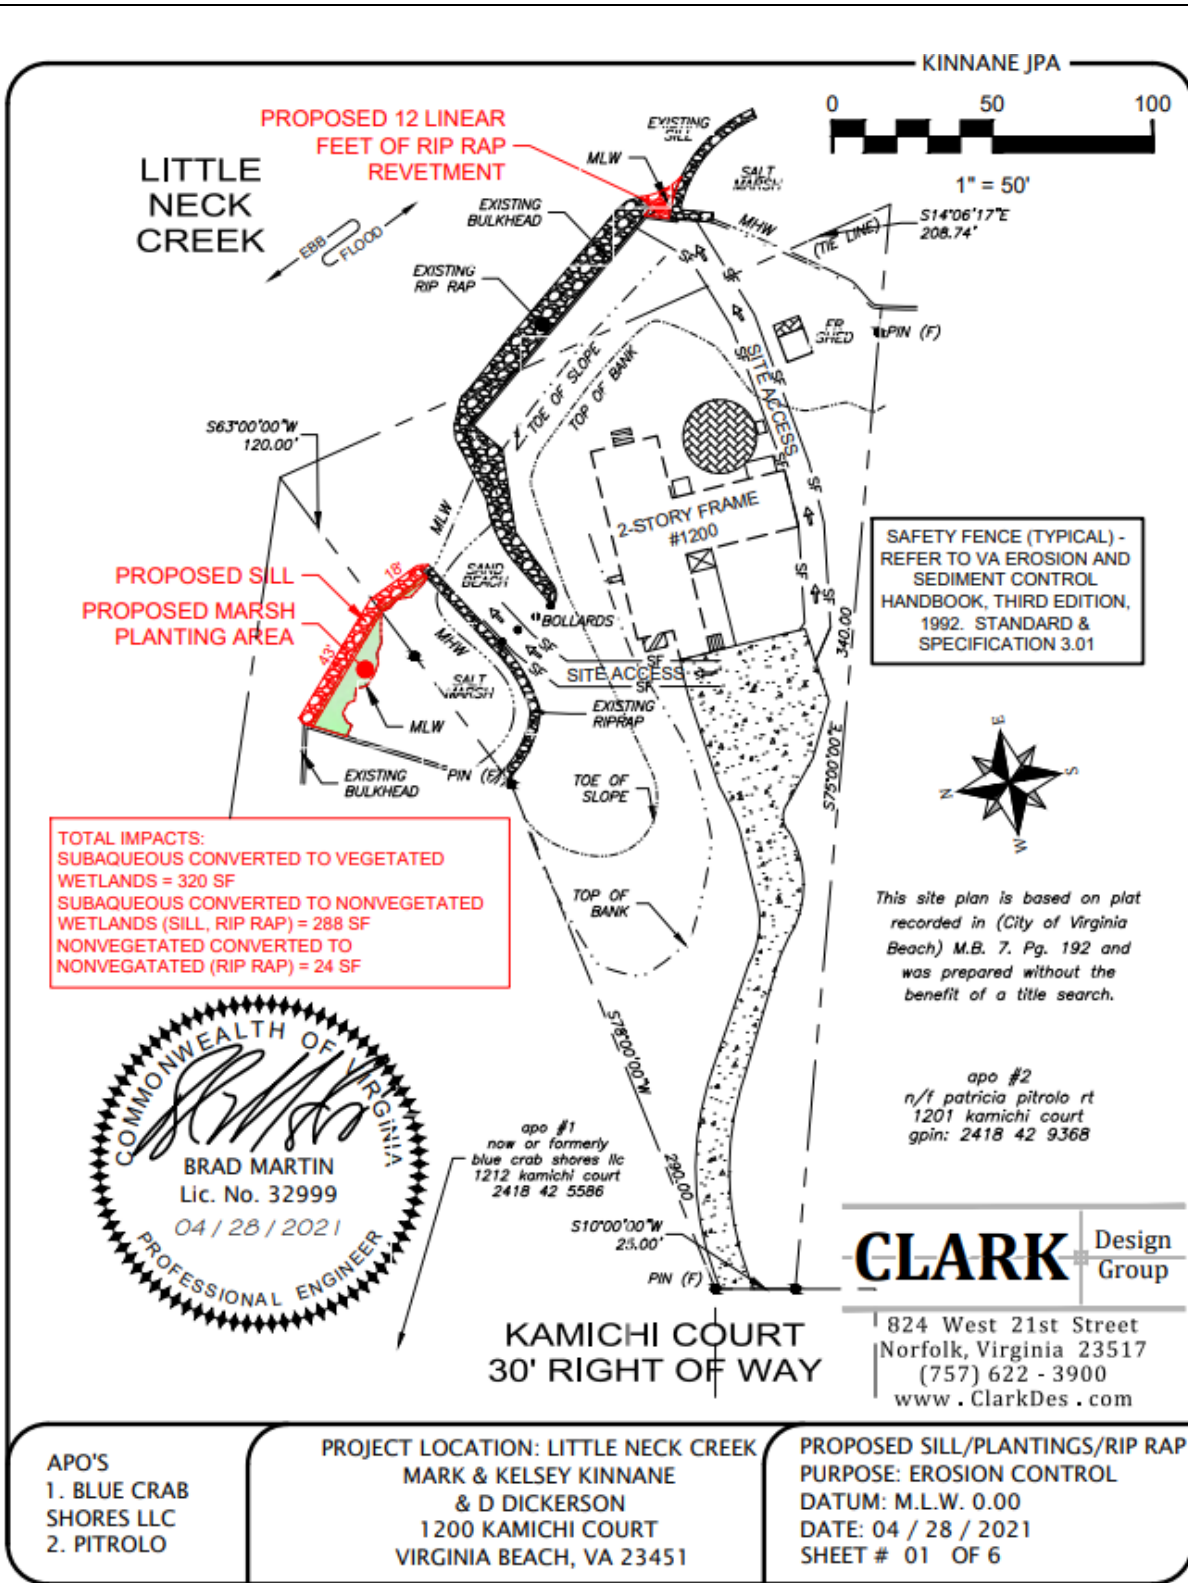 KINNANE JPA
0 50 100
1" = 50'
PROPOSED 12 LINEAR
FEET OF RIP RAP
REVETMENT
EXISTING
SILL
MLW
SALT
MARSH
LITTLE
NECK
CREEK
EBB
FLOOD
EXISTING
BULKHEAD
MHW
(TIE LINE)
S14°06'17"E
208.74'
EXISTING
RIP RAP
SF
SF
FR
SHED
PIN (F)
TOE OF SLOPE
TOP OF BANK
SF
SITE ACCESS
SF
SF
SF
S63°00'00"W
120.00'
MLW
2-STORY FRAME
#1200
SF
SF
SF
SF
SAFETY FENCE (TYPICAL) -
REFER TO VA EROSION AND
SEDIMENT CONTROL
HANDBOOK, THIRD EDITION,
1992. STANDARD &
SPECIFICATION 3.01
PROPOSED SILL
18'
SAND
BEACH
PROPOSED MARSH
PLANTING AREA
43'
BOLLARDS
MHW
SF
SF
SF
SITE ACCESS
SF
340.00
S75°00'00"E
SALT
MARSH
MLW
EXISTING
RIPRAP
EXISTING
BULKHEAD
PIN (F)
TOE OF
SLOPE
E
S
N
W
TOTAL IMPACTS:
SUBAQUEOUS CONVERTED TO VEGETATED
WETLANDS = 320 SF
SUBAQUEOUS CONVERTED TO NONVEGETATED
WETLANDS (SILL, RIP RAP) = 288 SF
NONVEGETATED CONVERTED TO
NONVEGATATED (RIP RAP) = 24 SF
TOP OF
BANK
This site plan is based on plat
recorded in (City of Virginia
Beach) M.B. 7. Pg. 192 and
was prepared without the
benefit of a title search.
COMMONWEALTH OF VIRGINIA
BRAD MARTIN
Lic. No. 32999
04 / 28 / 2021
PROFESSIONAL ENGINEER
S78°00'00"W
290.00
apo #1
now or formerly
blue crab shores llc
1212 kamichi court
2418 42 5586
apo #2
n/f patricia pitrolo rt
1201 kamichi court
gpin: 2418 42 9368
S10°00'00"W
25.00'
PIN (F)
CLARK
Design
Group
824 West 21st Street
Norfolk, Virginia 23517
(757) 622 - 3900
www . ClarkDes . com
KAMICHI COURT
30' RIGHT OF WAY
APO'S
1. BLUE CRAB
SHORES LLC
2. PITROLO
PROJECT LOCATION: LITTLE NECK CREEK
MARK & KELSEY KINNANE
& D DICKERSON
1200 KAMICHI COURT
VIRGINIA BEACH, VA 23451
PROPOSED SILL/PLANTINGS/RIP RAP
PURPOSE: EROSION CONTROL
DATUM: M.L.W. 0.00
DATE: 04 / 28 / 2021
SHEET # 01 OF 6